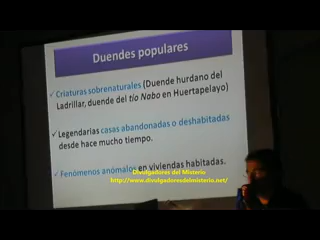 Duendes populares
✓ Criaturas sobrenaturales (Duende hurdano del
Ladrillar, duende del tío Nabo en Huertapelayo)
✓ Legendarias casas abandonadas o deshabitadas
desde hace mucho tiempo.
✓ Fenómenos anómalos en viviendas habitadas.
Divulgadores del Misterio
http://www.divulgadoresdelmisterio.net/